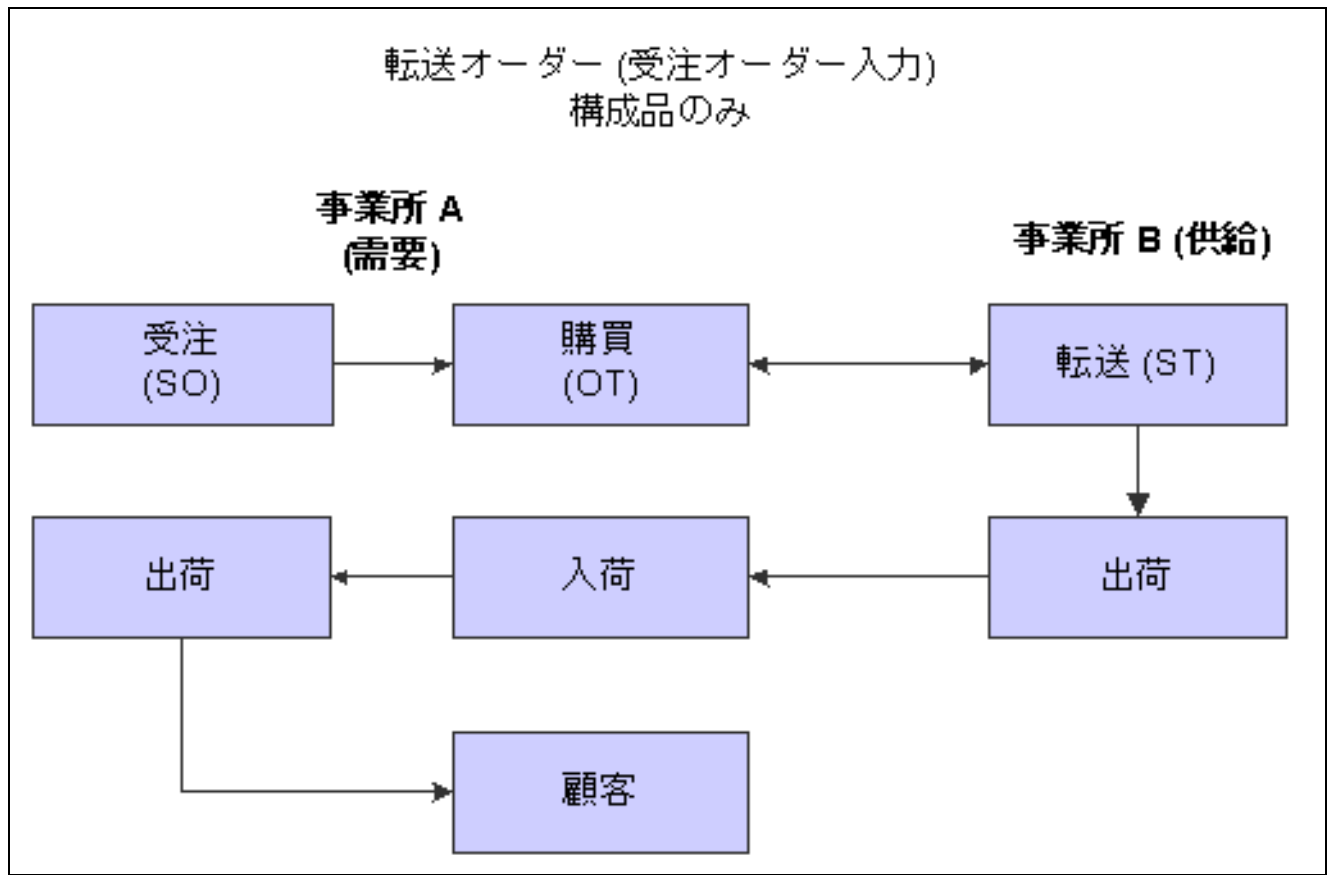 転送オーダー (受注オーダー入力)
構成品のみ
事業所 A
(需要)
事業所 B (供給)
受注
(SO)
購買
(OT)
転送 (ST)
出荷
入荷
出荷
顧客